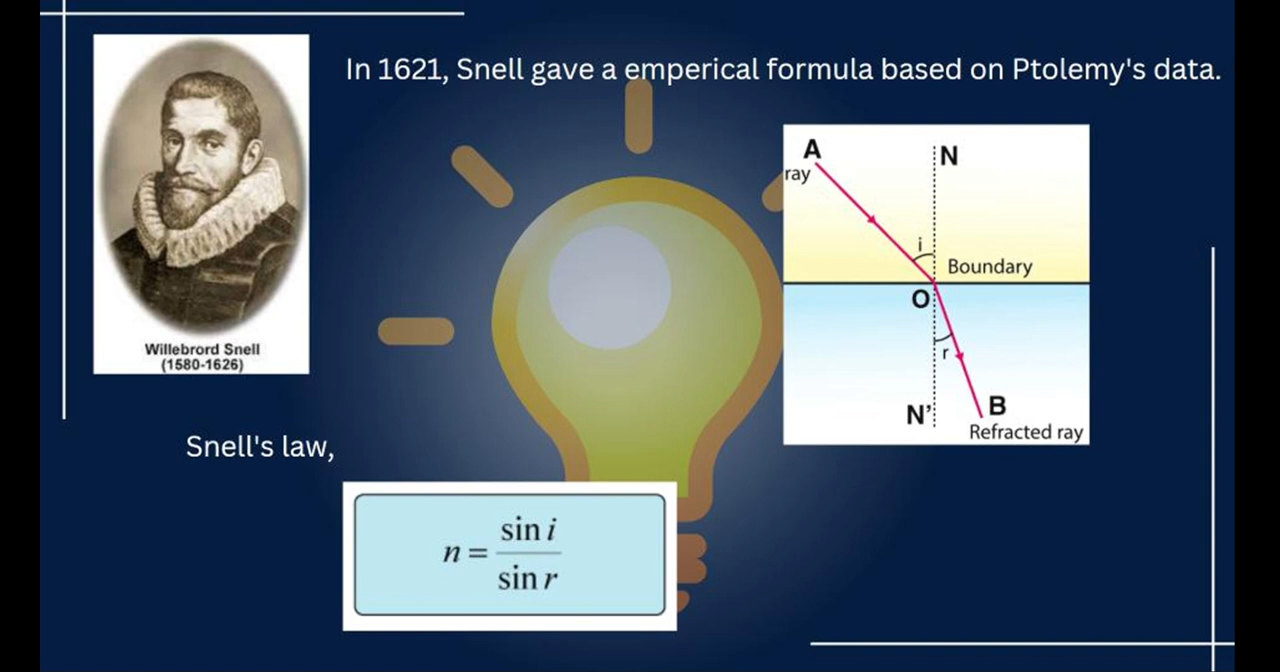 In 1621, Snell gave a emperical formula based on Ptolemy's data.
Willebrord Snell
(1580-1626)
A
N
ray
i
Boundary
O
r
N’
B
Refracted ray
Snell's law,
n = sin i / sin r